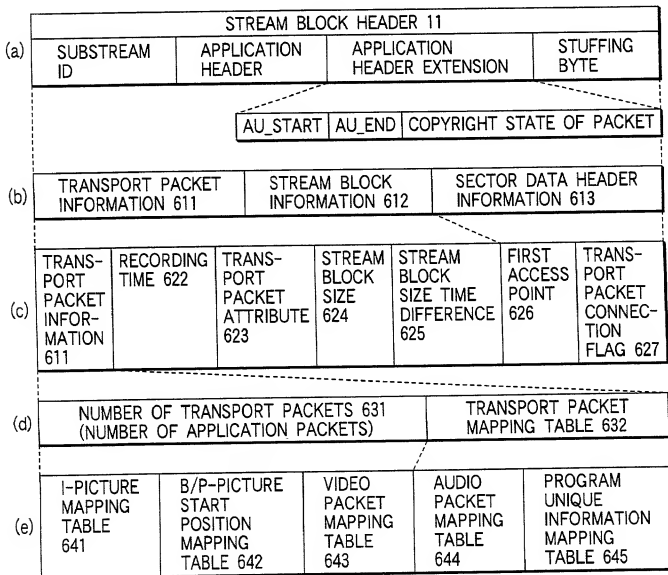 STREAM BLOCK HEADER 11
(a)
SUBSTREAM
ID
APPLICATION
HEADER
APPLICATION
HEADER EXTENSION
STUFFING
BYTE
AU_START
AU_END
COPYRIGHT STATE OF PACKET
(b)
TRANSPORT PACKET
INFORMATION 611
STREAM BLOCK
INFORMATION 612
SECTOR DATA HEADER
INFORMATION 613
(c)
TRANS-
PORT
PACKET
INFOR-
MATION
611
RECORDING
TIME 622
TRANS-
PORT
PACKET
ATTRIBUTE
623
STREAM
BLOCK
SIZE
624
STREAM
BLOCK
SIZE TIME
DIFFERENCE
625
FIRST
ACCESS
POINT
626
TRANS-
PORT
PACKET
CONNEC-
TION
FLAG 627
(d)
NUMBER OF TRANSPORT PACKETS 631
(NUMBER OF APPLICATION PACKETS)
TRANSPORT PACKET
MAPPING TABLE 632
(e)
I-PICTURE
MAPPING
TABLE
641
B/P-PICTURE
START
POSITION
MAPPING
TABLE 642
VIDEO
PACKET
MAPPING
TABLE
643
AUDIO
PACKET
MAPPING
TABLE
644
PROGRAM
UNIQUE
INFORMATION
MAPPING
TABLE 645